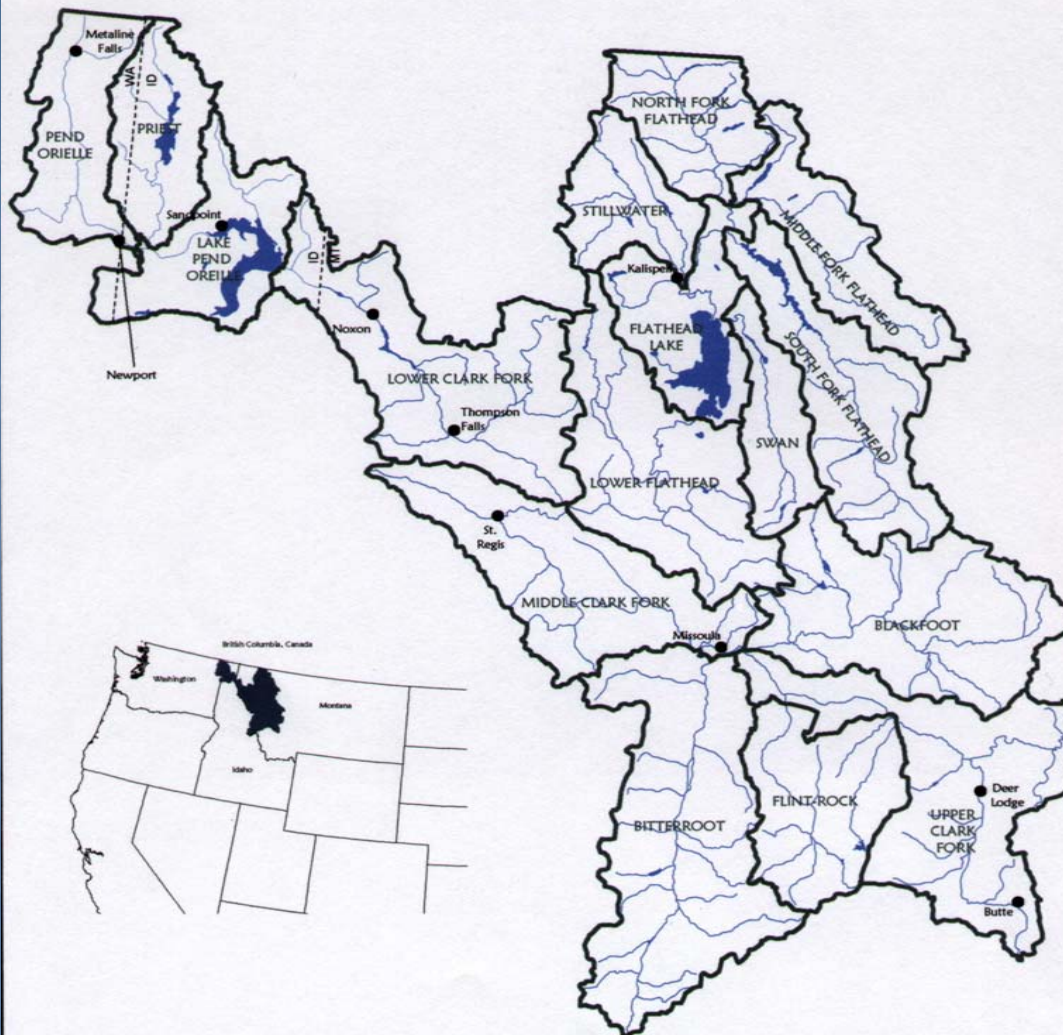 Metaline
Falls
WA
ID
PEND
ORIELLE
PRIEST
Sandpoint
LAKE
PEND
OREILLE
ID
MT
Newport
Noxon
LOWER CLARK FORK
Thompson
Falls
NORTH FORK
FLATHEAD
STILLWATER
MIDDLE FORK FLATHEAD
Kalispell
FLATHEAD
LAKE
SOUTH FORK FLATHEAD
SWAN
LOWER FLATHEAD
St.
Regis
MIDDLE CLARK FORK
Missoula
BLACKFOOT
BITTERROOT
FLINT-ROCK
Deer
Lodge
UPPER
CLARK
FORK
Butte
British Columbia, Canada
Washington
Montana
Idaho